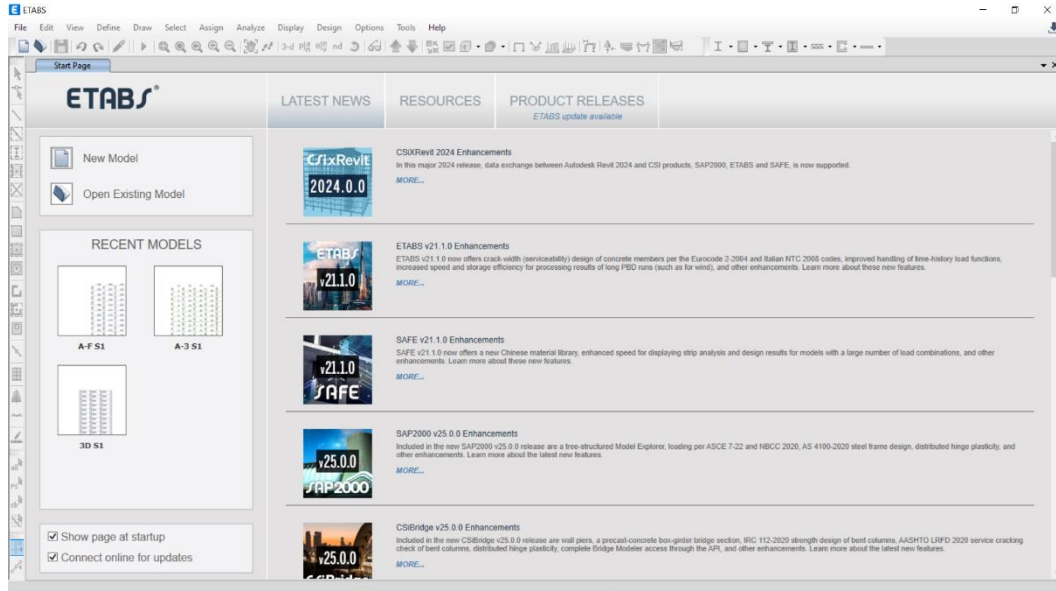 ETABS
File Edit View Define Draw Select Assign Analyze Display Design Options Tools Help
3-d
nd
Start Page
ETABS®
LATEST NEWS
RESOURCES
PRODUCT RELEASES
ETABS update available
New Model
Open Existing Model
RECENT MODELS
A-F S1
A-3 S1
3D S1
Show page at startup
Connect online for updates
CSixRevit
2024.0.0
CSiXRevit 2024 Enhancements
In this major 2024 release, data exchange between Autodesk Revit 2024 and CSI products, SAP2000, ETABS and SAFE, is now supported.
MORE...
ETABS
v21.1.0
ETABS v21.1.0 Enhancements
ETABS v21.1.0 now offers crack-width (serviceability) design of concrete members per the Eurocode 2-2004 and Italian NTC 2008 codes, improved handling of time-history load functions,
increased speed and storage efficiency for processing results of long PBD runs (such as for wind), and other enhancements. Learn more about these new features.
MORE...
v21.1.0
SAFE
SAFE v21.1.0 Enhancements
SAFE v21.1.0 now offers a new Chinese material library, enhanced speed for displaying strip analysis and design results for models with a large number of load combinations, and other
enhancements. Learn more about these new features.
MORE...
v25.0.0
SAP2000
SAP2000 v25.0.0 Enhancements
Included in the new SAP2000 v25.0.0 release are a tree-structured Model Explorer, loading per ASCE 7-22 and NBCC 2020, AS 4100-2020 steel frame design, distributed hinge plasticity, and
other enhancements. Learn more about the latest new features.
MORE...
v25.0.0
CSiBridge
CSiBridge v25.0.0 Enhancements
Included in the new CSiBridge v25.0.0 release are wall piers, a precast-concrete box-girder bridge section, IRC 112-2020 strength design of bent columns, AASHTO LRFD 2020 service cracking
check of bent columns, distributed hinge plasticity, complete Bridge Modeler access through the API, and other enhancements. Learn more about the latest new features.
MORE...